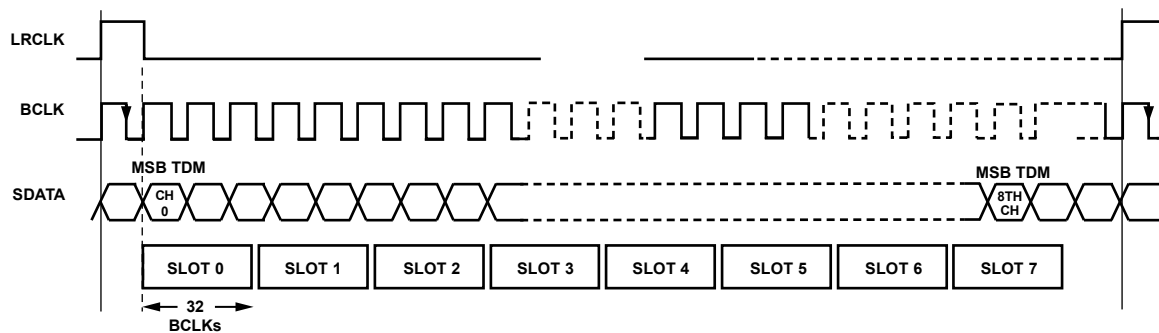 LRCLK
BCLK
MSB TDM
MSB TDM
SDATA
CH
0
8TH
CH
SLOT 0
SLOT 1
SLOT 2
SLOT 3
SLOT 4
SLOT 5
SLOT 6
SLOT 7
32
BCLKs